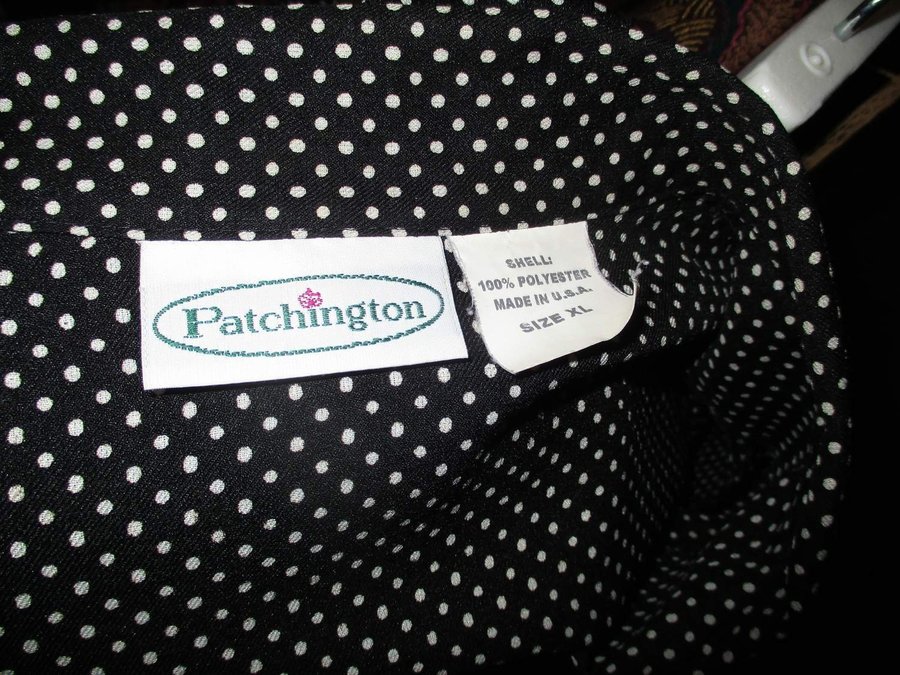 Patchington
SHELL:
100% POLYESTER
MADE IN U.S.A.
SIZE XL